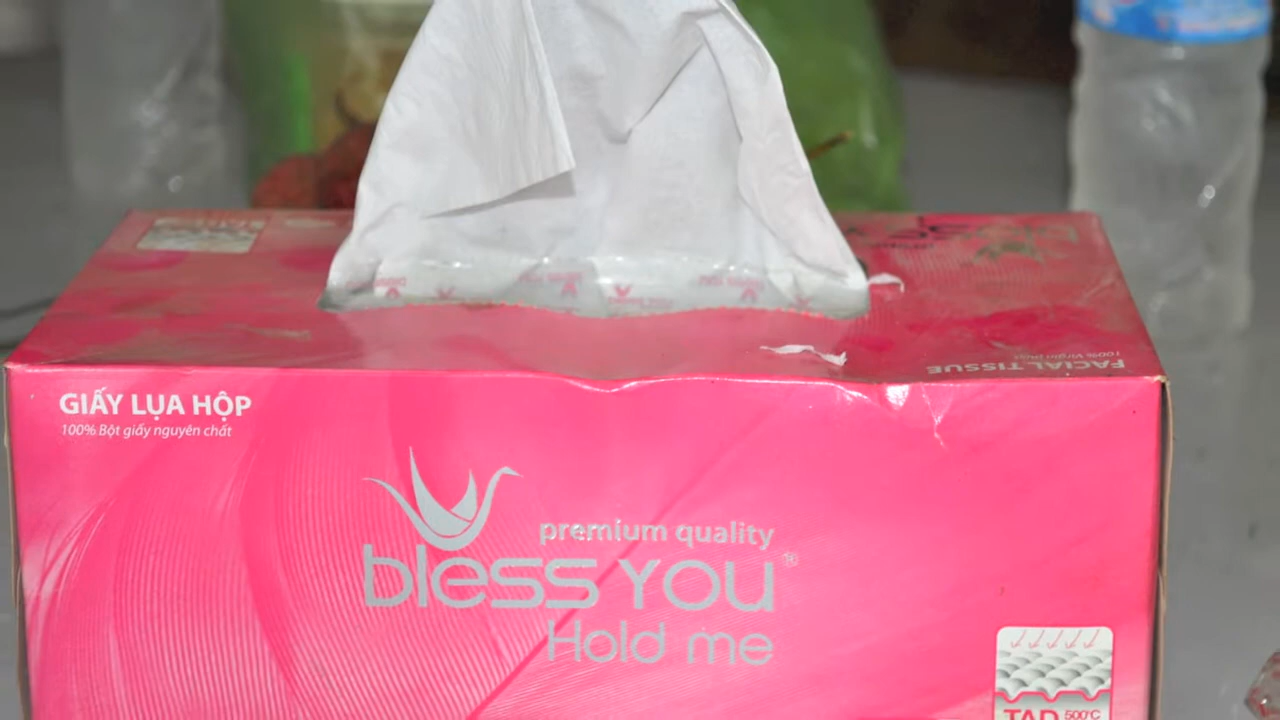 FACIAL TISSUE
100% Virgin pulp
GIẤY LỤA HỘP
100% Bột giấy nguyên chất
premium quality
bless you®
Hold me
TAD 500°C